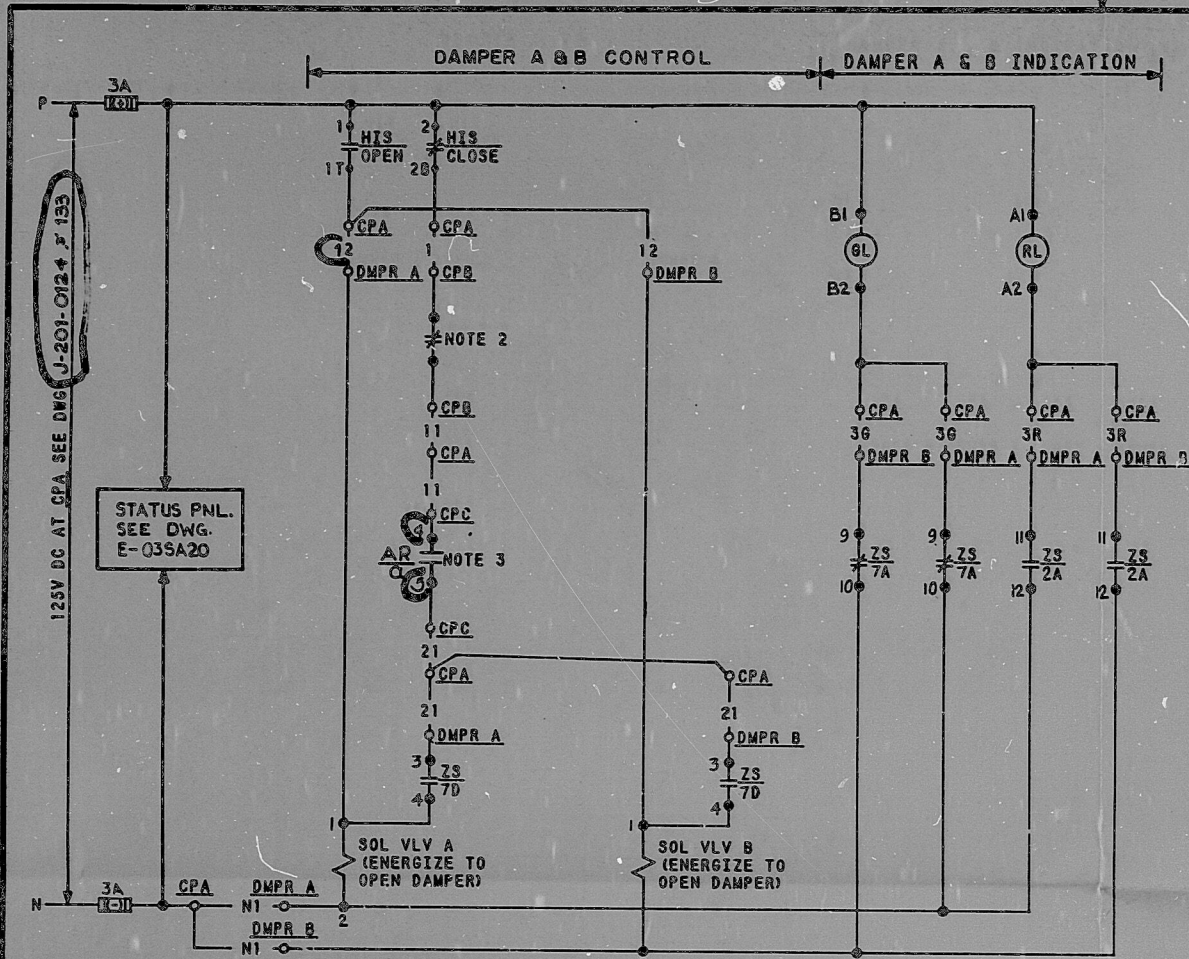 DAMPER A & B CONTROL
DAMPER A & B INDICATION
3A
P
(+)
1
HIS
OPEN
1T
2
HIS
CLOSE
2B
125V DC AT CPA SEE DWG J-201-0124 & 133
STATUS PNL.
SEE DWG.
E-03SA20
CPA
12
DMPR A
CPA
1
CPB
NOTE 2
CPB
11
CPA
11
CPC
4
AR
a
NOTE 3
5
CPC
21
CPA
21
DMPR A
3
ZS
7D
4
1
SOL VLV A
(ENERGIZE TO
OPEN DAMPER)
2
12
DMPR B
CPA
21
DMPR B
3
ZS
7D
4
1
SOL VLV B
(ENERGIZE TO
OPEN DAMPER)
B1
GL
B2
A1
RL
A2
CPA
3G
DMPR B
CPA
3G
DMPR A
CPA
3R
DMPR A
CPA
3R
DMPR B
9
ZS
7A
10
9
ZS
7A
10
11
ZS
2A
12
11
ZS
2A
12
N
3A
(-)
CPA
DMPR A
N1
DMPR B
N1